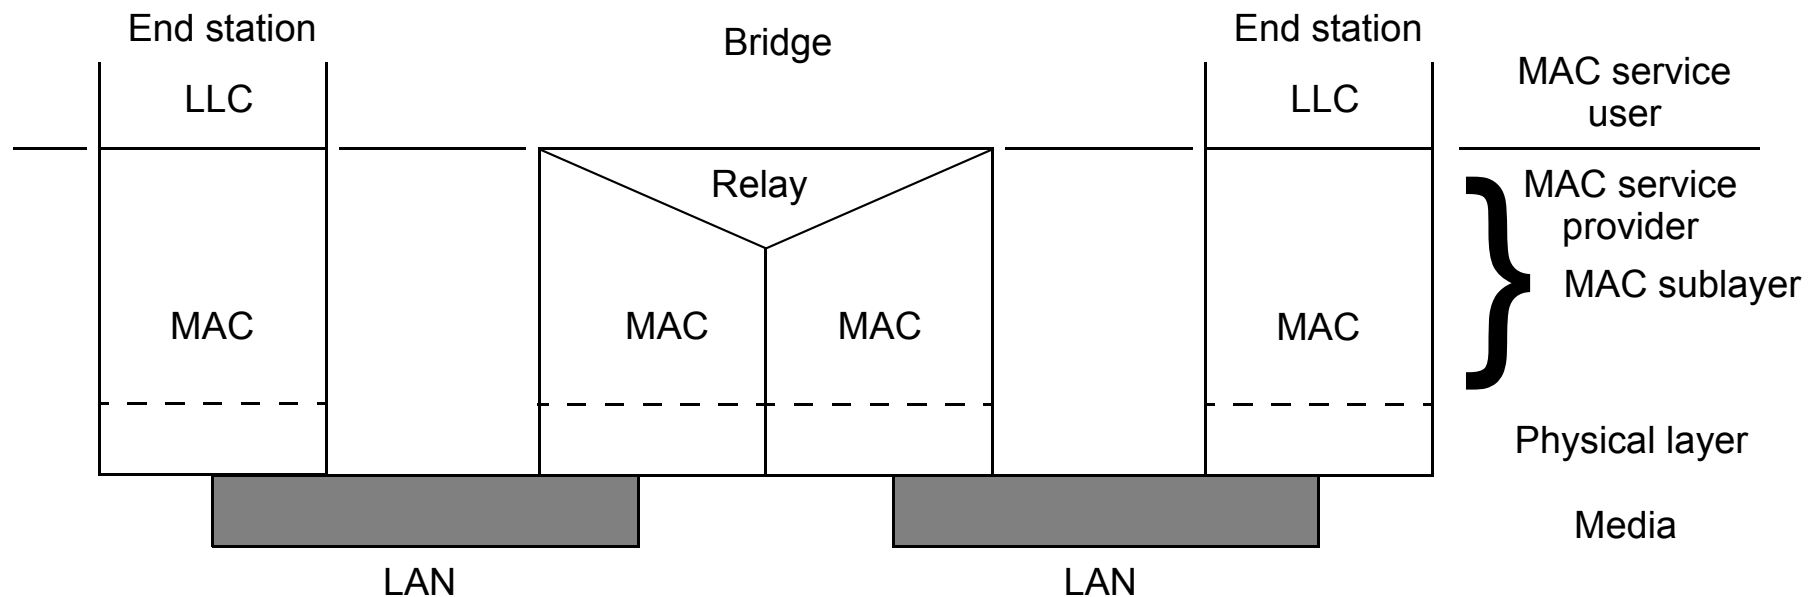 End station
Bridge
End station
LLC
LLC
MAC service
user
Relay
MAC service
provider
MAC sublayer
MAC
MAC
MAC
MAC
Physical layer
Media
LAN
LAN